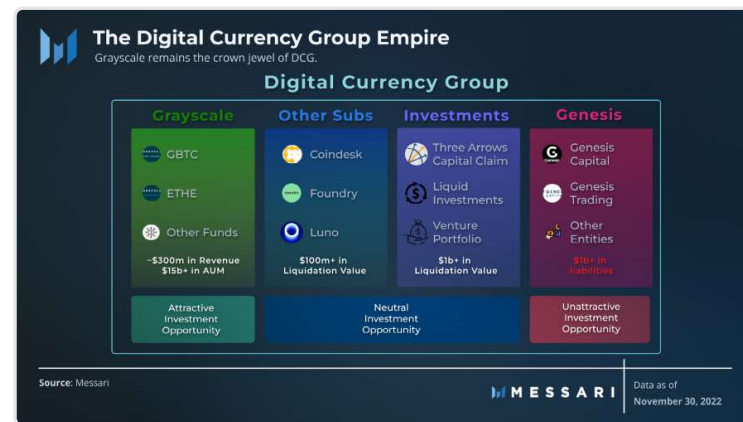 The Digital Currency Group Empire
Grayscale remains the crown jewel of DCG.
Digital Currency Group
Grayscale
GBTC
ETHE
Other Funds
~$300m in Revenue
$15b+ in AUM
Other Subs
Coindesk
Foundry
Luno
$100m+ in
Liquidation Value
Investments
Three Arrows
Capital Claim
Liquid
Investments
Venture
Portfolio
$1b+ in
Liquidation Value
Genesis
Genesis
Capital
Genesis
Trading
Other
Entities
$1b+ in
liabilities
Attractive
Investment
Opportunity
Neutral
Investment
Opportunity
Unattractive
Investment
Opportunity
Source: Messari
MESSARI
Data as of
November 30, 2022